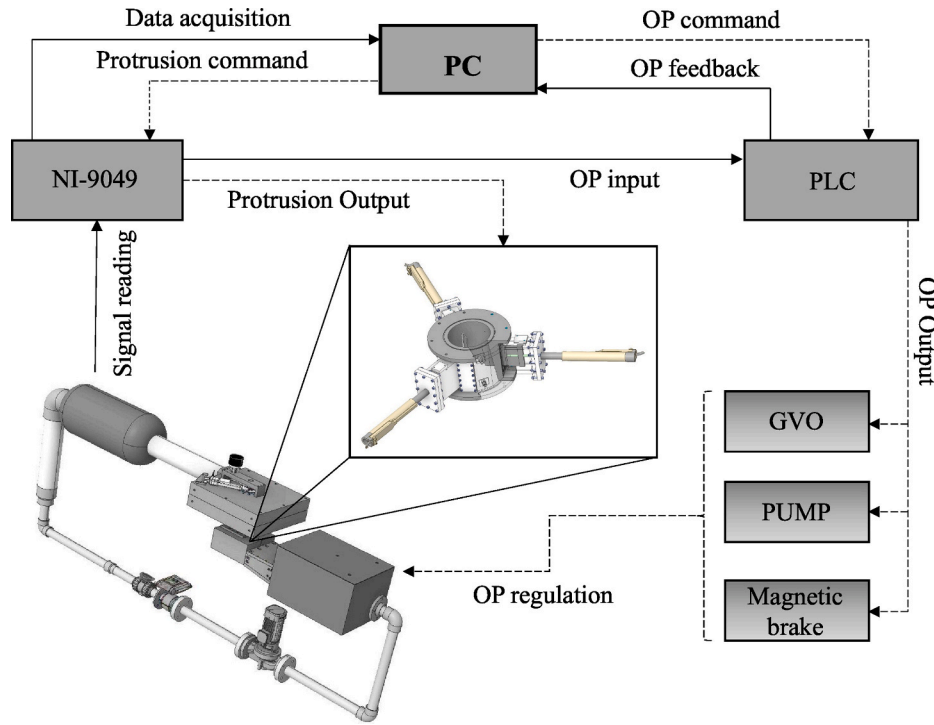 Data acquisition
OP command
Protrusion command
PC
OP feedback
NI-9049
OP input
PLC
Protrusion Output
Signal reading
OP Output
GVO
PUMP
OP regulation
Magnetic
brake